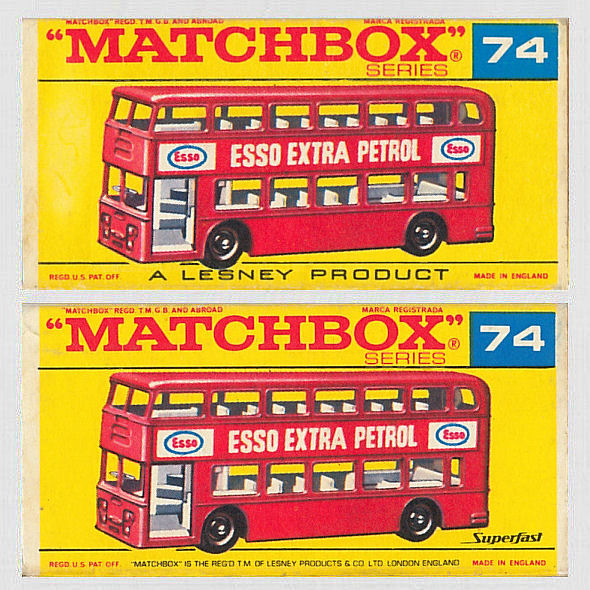 "MATCHBOX" REGD. T.M. G.B. AND ABROAD MARCA REGISTRADA
"MATCHBOX"® 74
SERIES
Esso ESSO EXTRA PETROL Esso
REGD. U.S. PAT. OFF. A LESNEY PRODUCT MADE IN ENGLAND
"MATCHBOX" REGD. T.M. G.B. AND ABROAD MARCA REGISTRADA
"MATCHBOX"® 74
SERIES
Esso ESSO EXTRA PETROL Esso
Superfast
REGD. U.S. PAT. OFF. "MATCHBOX" IS THE REG'D T.M. OF LESNEY PRODUCTS & CO. LTD. LONDON ENGLAND MADE IN ENGLAND